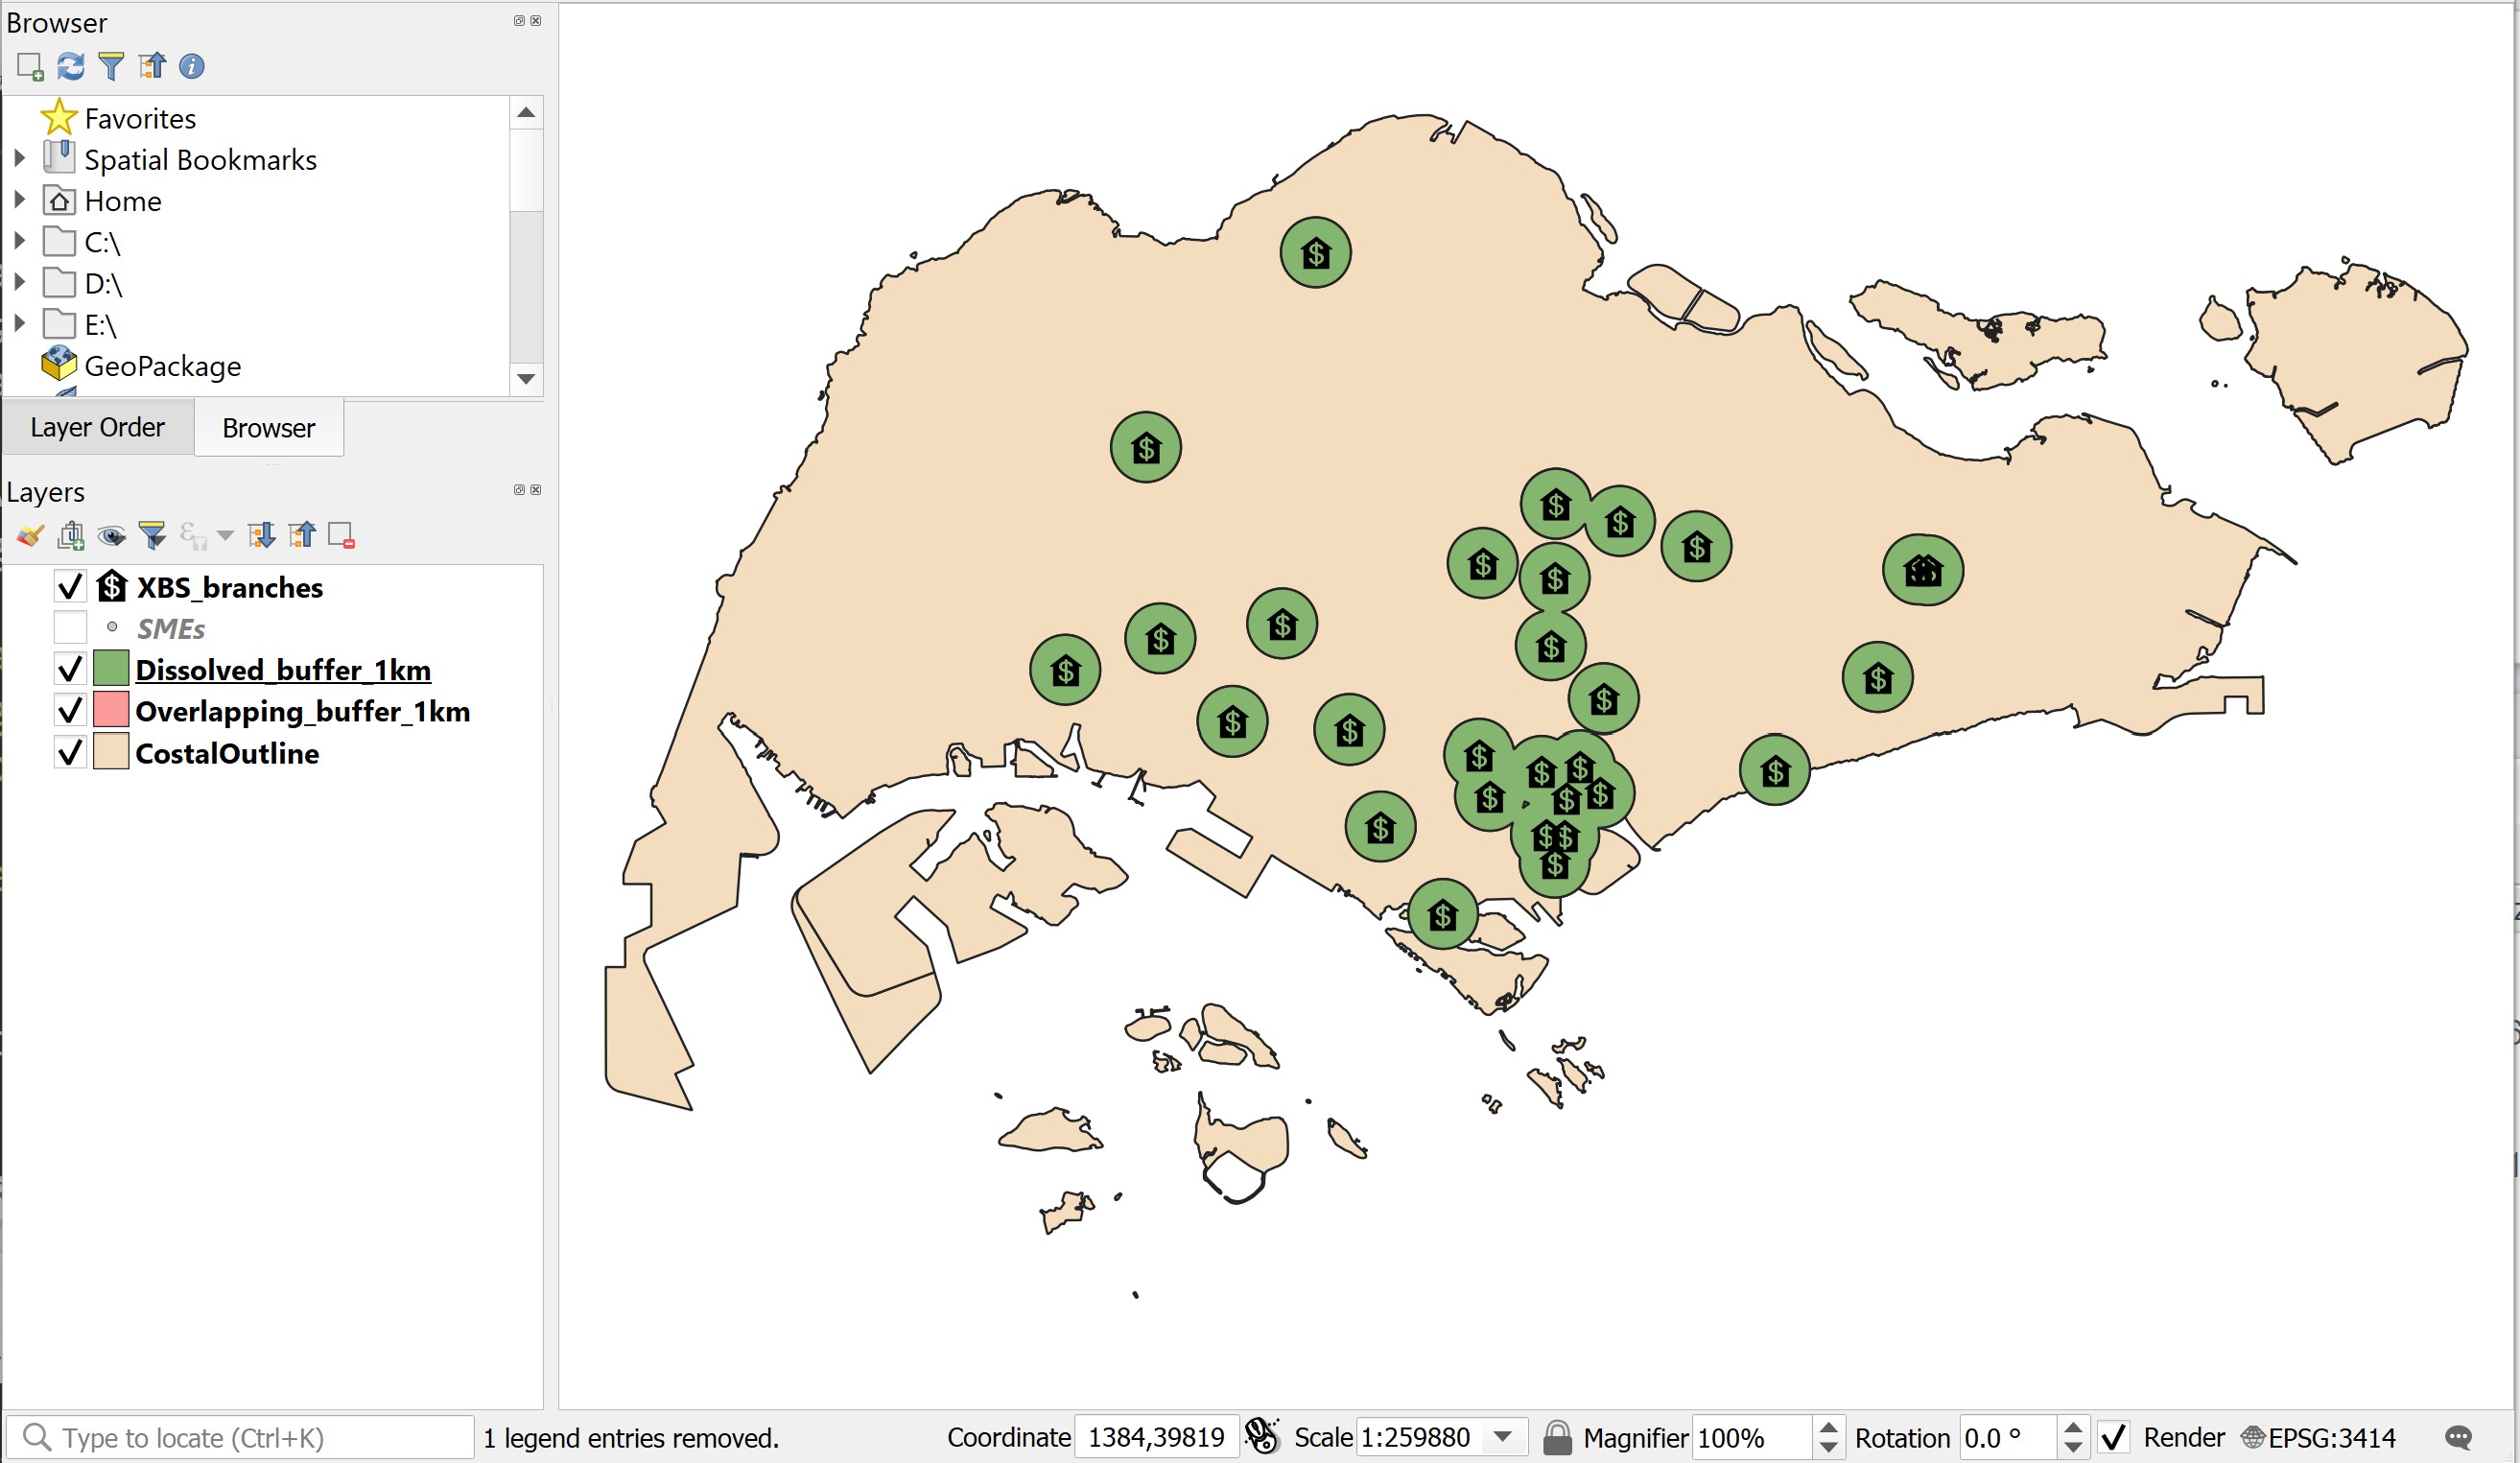 Browser
Favorites
Spatial Bookmarks
Home
C:\
D:\
E:\
GeoPackage
Layer Order
Browser
Layers
XBS_branches
SMEs
Dissolved_buffer_1km
Overlapping_buffer_1km
CostalOutline
Type to locate (Ctrl+K) 1 legend entries removed. Coordinate 1384,39819 Scale 1:259880 Magnifier 100% Rotation 0.0 ° Render EPSG:3414